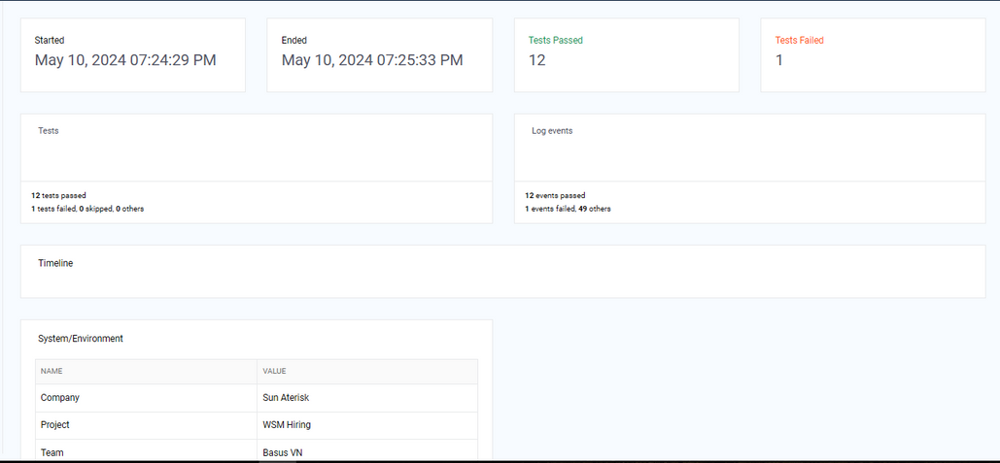 Started
May 10, 2024 07:24:29 PM
Ended
May 10, 2024 07:25:33 PM
Tests Passed
12
Tests Failed
1
Tests
12 tests passed
1 tests failed, 0 skipped, 0 others
Log events
12 events passed
1 events failed, 49 others
Timeline
System/Environment
NAME VALUE
Company Sun Aterisk
Project WSM Hiring
Team Basus VN